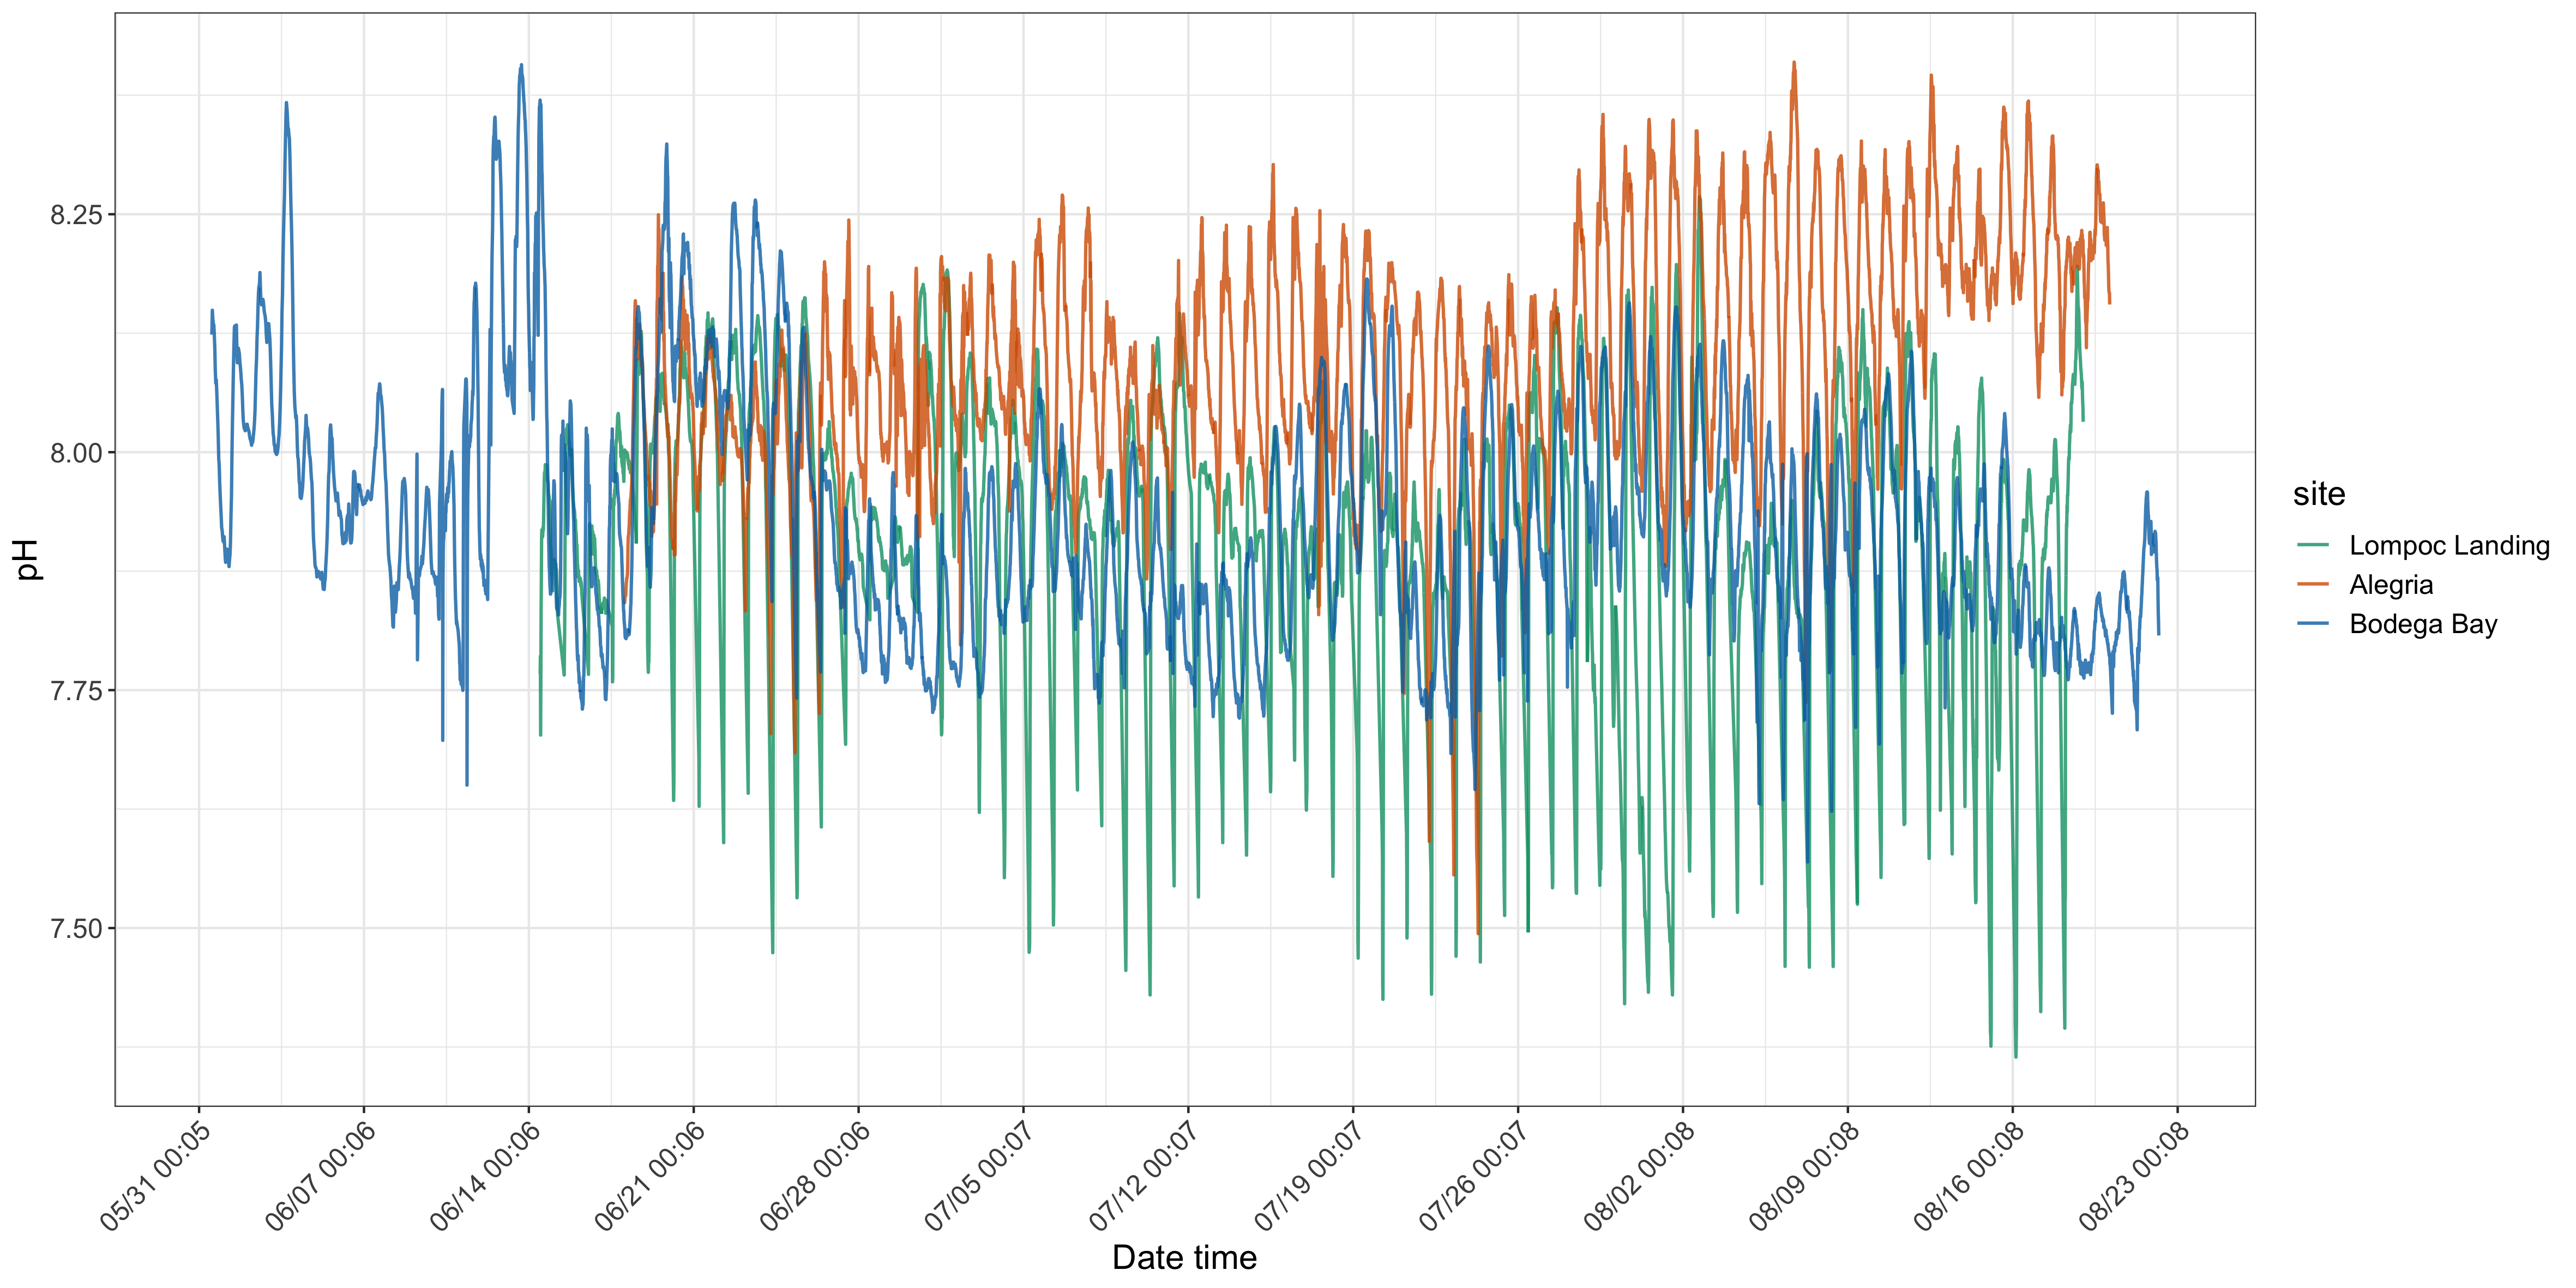 8.25
8.00
7.75
7.50
pH
05/31 00:05
06/07 00:06
06/14 00:06
06/21 00:06
06/28 00:06
07/05 00:07
07/12 00:07
07/19 00:07
07/26 00:07
08/02 00:08
08/09 00:08
08/16 00:08
08/23 00:08
Date time
site
Lompoc Landing
Alegria
Bodega Bay